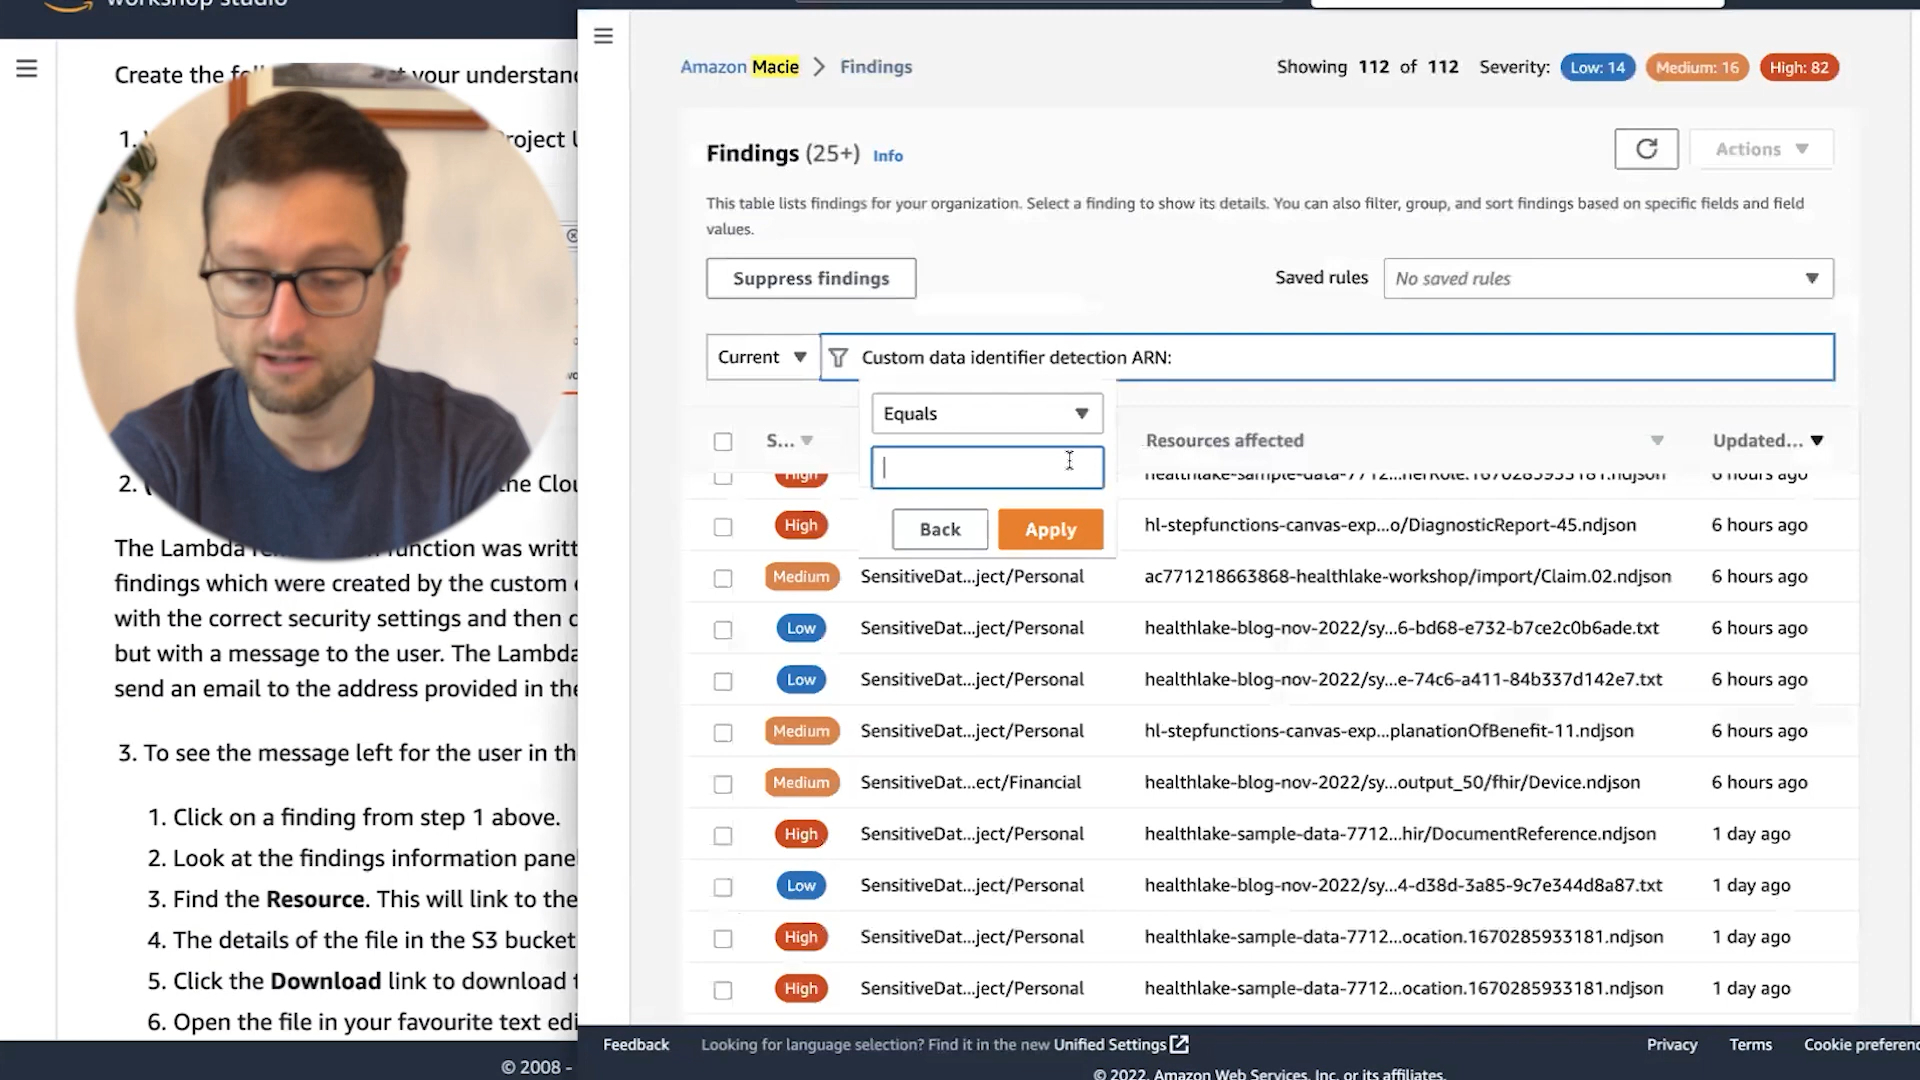 workshop studio
Create the fo
t your understand
1.
roject U
2.
the Clou
The Lambda
function was writt
findings which were created by the custom
with the correct security settings and then
but with a message to the user. The Lambda
send an email to the address provided in the
3. To see the message left for the user in th
1. Click on a finding from step 1 above.
2. Look at the findings information pane
3. Find the Resource. This will link to the
4. The details of the file in the S3 bucket
5. Click the Download link to download
6. Open the file in your favourite text edi
© 2008 -
Amazon Macie > Findings
Showing 112 of 112 Severity: Low: 14 Medium: 16 High: 82
Findings (25+) Info
Actions
This table lists findings for your organization. Select a finding to show its details. You can also filter, group, and sort findings based on specific fields and field
values.
Suppress findings
Saved rules No saved rules
Current Custom data identifier detection ARN:
Equals
Back Apply
S... Resources affected Updated...
High healthlake-sample-data-7712...herRole.1670285933181.ndjson 6 hours ago
High hl-stepfunctions-canvas-exp...o/DiagnosticReport-45.ndjson 6 hours ago
Medium SensitiveDat...ject/Personal ac771218663868-healthlake-workshop/import/Claim.02.ndjson 6 hours ago
Low SensitiveDat...ject/Personal healthlake-blog-nov-2022/sy...6-bd68-e732-b7ce2c0b6ade.txt 6 hours ago
Low SensitiveDat...ject/Personal healthlake-blog-nov-2022/sy...e-74c6-a411-84b337d142e7.txt 6 hours ago
Medium SensitiveDat...ject/Personal hl-stepfunctions-canvas-exp...planationOfBenefit-11.ndjson 6 hours ago
Medium SensitiveDat...ect/Financial healthlake-blog-nov-2022/sy...output_50/fhir/Device.ndjson 6 hours ago
High SensitiveDat...ject/Personal healthlake-sample-data-7712...hir/DocumentReference.ndjson 1 day ago
Low SensitiveDat...ject/Personal healthlake-blog-nov-2022/sy...4-d38d-3a85-9c7e344d8a87.txt 1 day ago
High SensitiveDat...ject/Personal healthlake-sample-data-7712...ocation.1670285933181.ndjson 1 day ago
High SensitiveDat...ject/Personal healthlake-sample-data-7712...ocation.1670285933181.ndjson 1 day ago
Feedback Looking for language selection? Find it in the new Unified Settings Privacy Terms Cookie preferenc
© 2022, Amazon Web Services, Inc. or its affiliates.